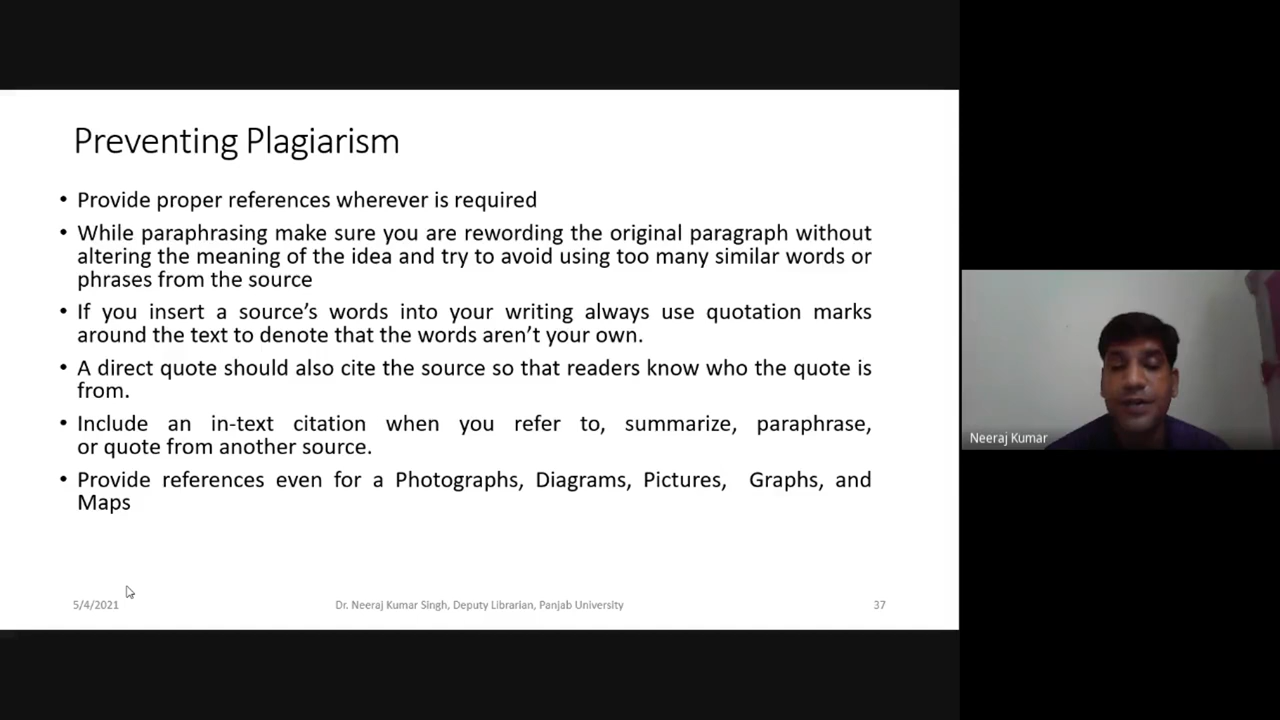 Preventing Plagiarism
• Provide proper references wherever is required
• While paraphrasing make sure you are rewording the original paragraph without
altering the meaning of the idea and try to avoid using too many similar words or
phrases from the source
• If you insert a source’s words into your writing always use quotation marks
around the text to denote that the words aren’t your own.
• A direct quote should also cite the source so that readers know who the quote is
from.
• Include an in-text citation when you refer to, summarize, paraphrase,
or quote from another source.
• Provide references even for a Photographs, Diagrams, Pictures, Graphs, and
Maps
5/4/2021
Dr. Neeraj Kumar Singh, Deputy Librarian, Panjab University
37
Neeraj Kumar